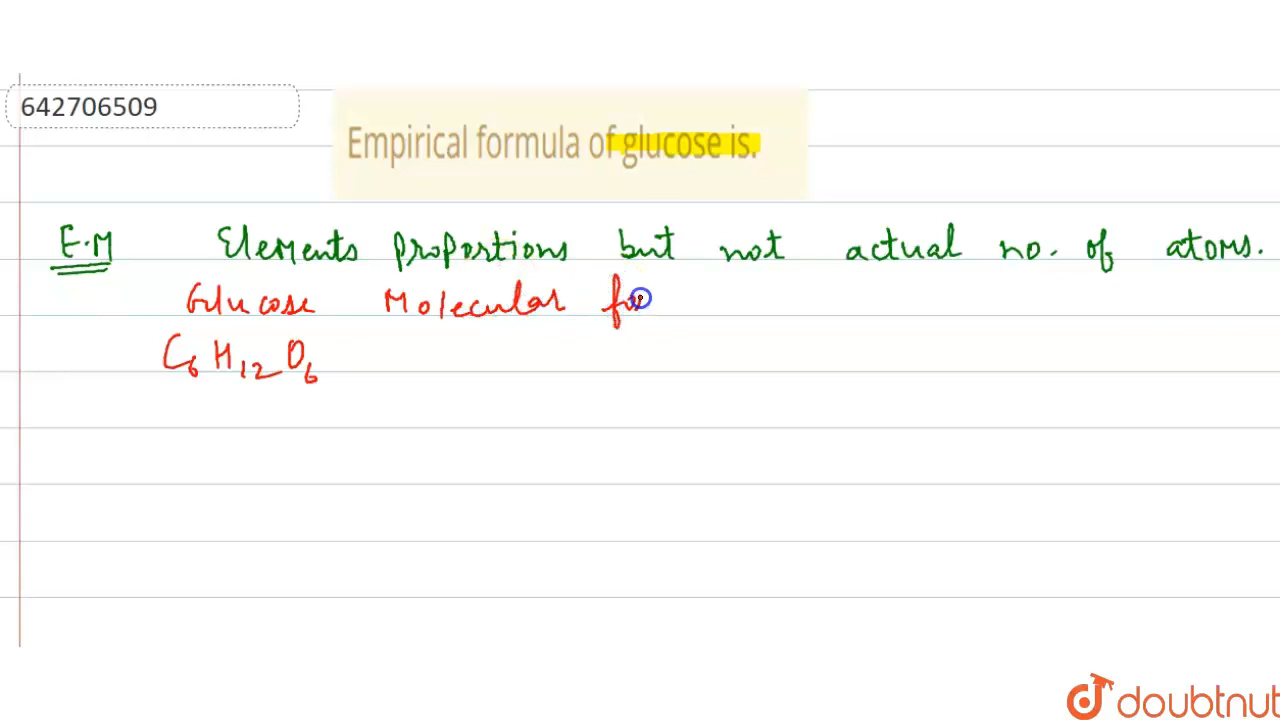 642706509
Empirical formula of glucose is.
E.M Elements proportions but not actual no. of atoms.
Glucose Molecular fo
C6 H12 O6
doubtnut